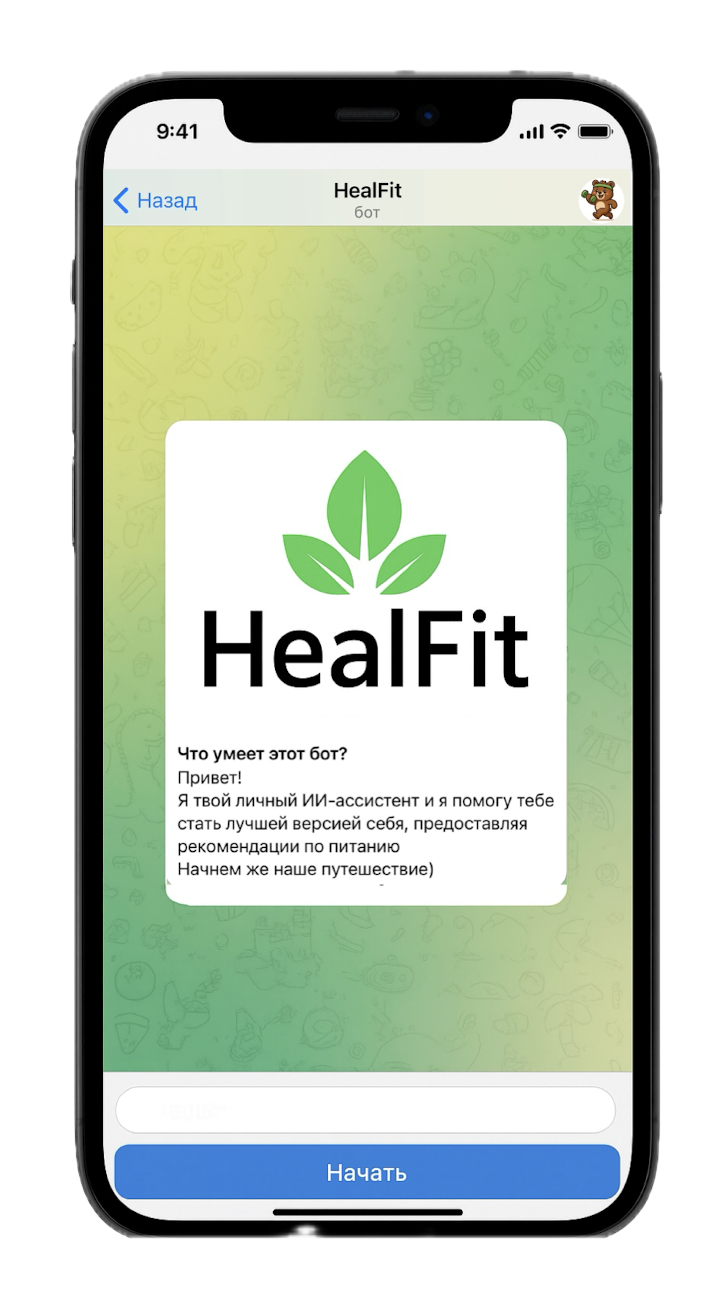 9:41
Назад
HealFit
бот
HealFit
Что умеет этот бот?
Привет!
Я твой личный ИИ-ассистент и я помогу тебе
стать лучшей версией себя, предоставляя
рекомендации по питанию
Начнем же наше путешествие)
Начать